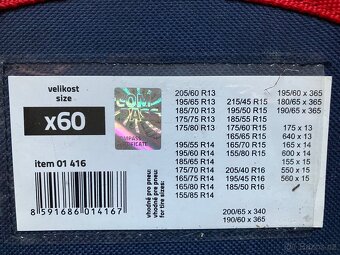 velikost
size
x60
item 01 416
8 591686 014167
COMPASS
CERTIFICATE
vhodné pro pneu:
vhodné pre pneu:
for tire sizes:
205/60 R13
195/65 R13
185/70 R13
175/80 R13
195/55 R14
195/60 R14
185/65 R14
175/70 R14
165/75 R14
165/80 R14
155/85 R14
215/45 R15
195/50 R15
185/55 R15
175/60 R15
165/65 R15
165/70 R15
155/80 R15
205/40 R16
195/45 R16
185/50 R16
200/65 x 340
190/60 x 365
195/60 x 365
180/65 x 365
190/65 x 365
175 x 13
640 x 13
165 x 14
600 x 14
155 x 15
550 x 15
560 x 15